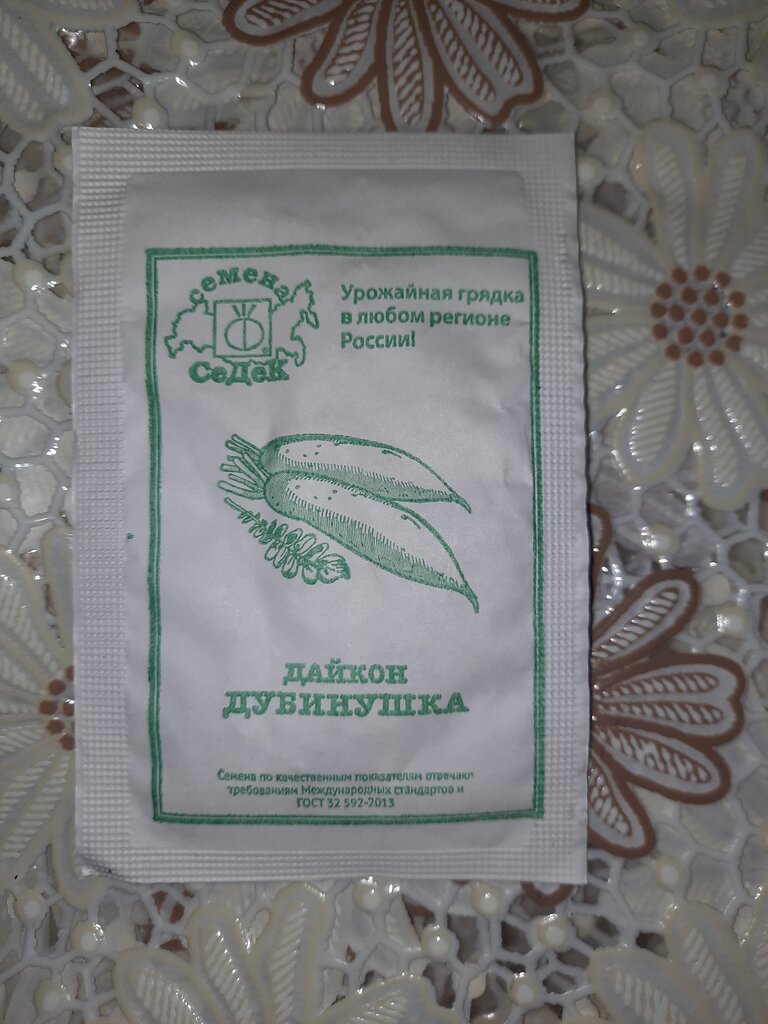 семена
СеДеК
Урожайная грядка
в любом регионе
России!
ДАЙКОН
ДУБИНУШКА
Семена по качественным показателям отвечают
требованиям Международных стандартов и
ГОСТ 32 592-2013